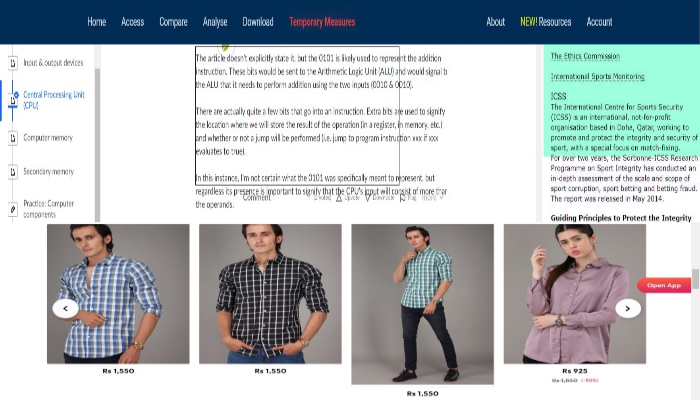 Home Access Compare Analyse Download Temporary Measures About NEW! Resources Account
Input & output devices
Central Processing Unit
(CPU)
Computer memory
Secondary memory
Practice: Computer
components
The article doesn't explicitly state it, but the 0101 is likely used to represent the addition
instruction. These bits would be sent to the Arithmetic Logic Unit (ALU) and would signal t
the ALU that it needs to perform addition using the two inputs (0010 & 0010).
There are actually quite a few bits that go into an instruction. Extra bits are used to signify
the location where we will store the result of the operation (in a register, in memory, etc.)
and whether or not a jump will be performed (i.e. jump to program instruction xxx if xxx
evaluates to true).
In this instance, I'm not certain what the 0101 was specifically meant to represent, but
regardless its presence is important to signify that the CPU's input will consist of more than
the operands.
Comment Upvote Downvote Flag more
The Ethics Commission
International Sports Monitoring
ICSS
The International Centre for Sports Security
(ICSS) is an international, not-for-profit
organisation based in Doha, Qatar, working to
promote and protect the integrity and security of
sport, with a special focus on match-fixing.
For over two years, the Sorbonne-ICSS Research
Programme on Sport Integrity has conducted an
in-depth assessment of the scale and scope of
sport corruption, sport betting and betting fraud.
The report was released in May 2014.
Guiding Principles to Protect the Integrity
Open App
Rs 1,550
Rs 1,550
Rs 1,550
Rs 925